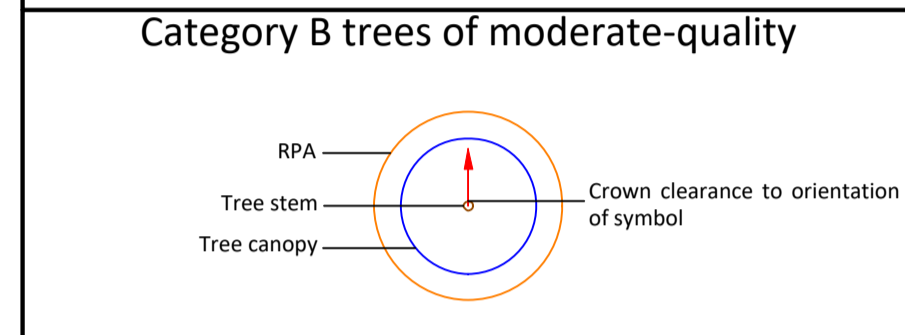 Category B trees of moderate-quality
RPA
Tree stem
Tree canopy
Crown clearance to orientation
of symbol